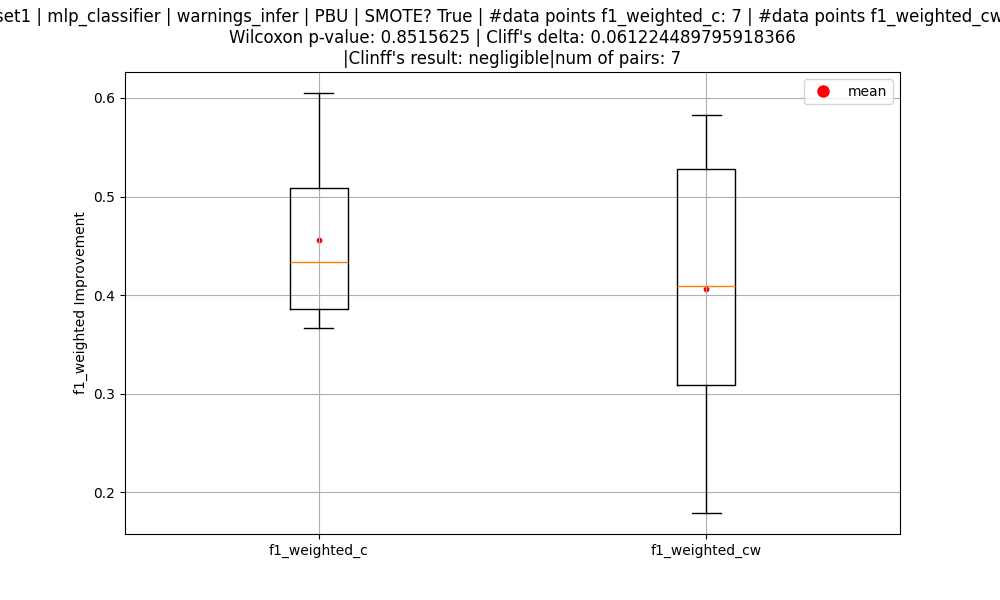 set1 | mlp_classifier | warnings_infer | PBU | SMOTE? True | #data points f1_weighted_c: 7 | #data points f1_weighted_cw
Wilcoxon p-value: 0.8515625 | Cliff's delta: 0.061224489795918366
|Clinff's result: negligible|num of pairs: 7
mean
0.6
0.5
0.4
0.3
0.2
f1_weighted Improvement
f1_weighted_c
f1_weighted_cw